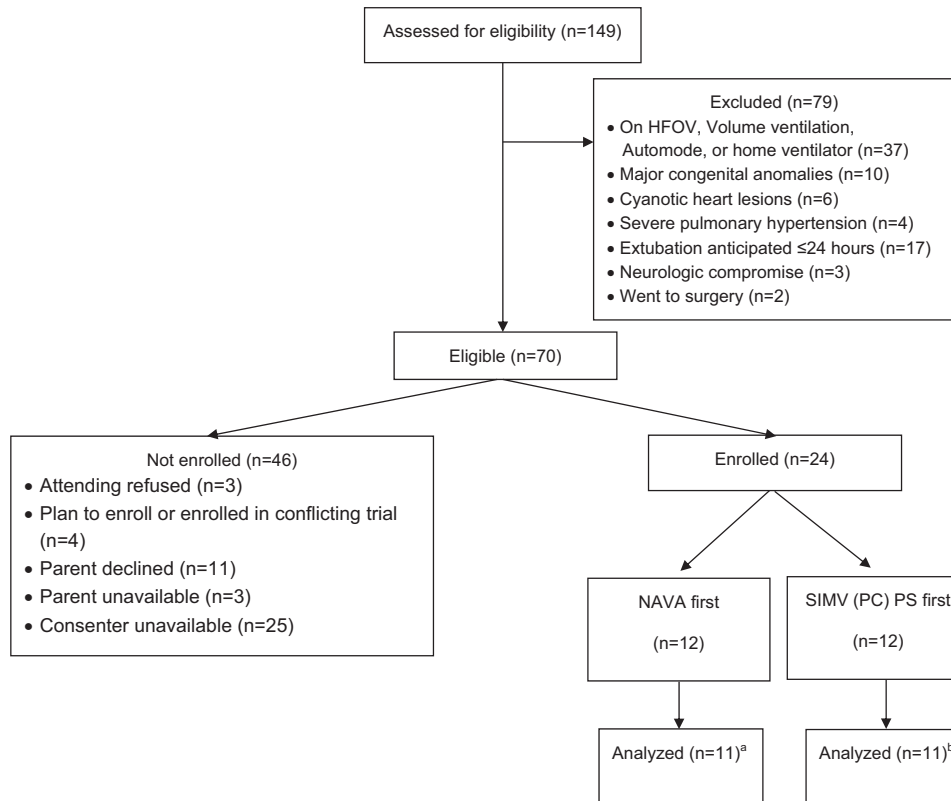 Assessed for eligibility (n=149)
Excluded (n=79)
• On HFOV, Volume ventilation,
Automode, or home ventilator (n=37)
• Major congenital anomalies (n=10)
• Cyanotic heart lesions (n=6)
• Severe pulmonary hypertension (n=4)
• Extubation anticipated ≤24 hours (n=17)
• Neurologic compromise (n=3)
• Went to surgery (n=2)
Eligible (n=70)
Not enrolled (n=46)
• Attending refused (n=3)
• Plan to enroll or enrolled in conflicting trial
(n=4)
• Parent declined (n=11)
• Parent unavailable (n=3)
• Consenter unavailable (n=25)
Enrolled (n=24)
NAVA first
(n=12)
SIMV (PC) PS first
(n=12)
Analyzed (n=11)a
Analyzed (n=11)b